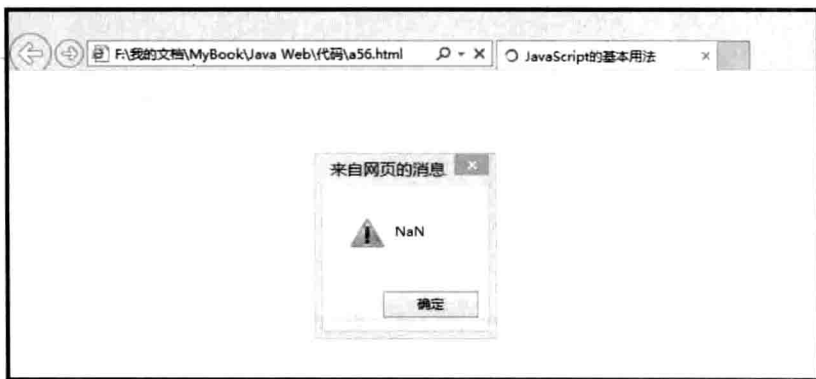 F:\我的文档\MyBook\Java Web\代码\a56.html
JavaScript的基本用法
来自网页的消息
NaN
确定